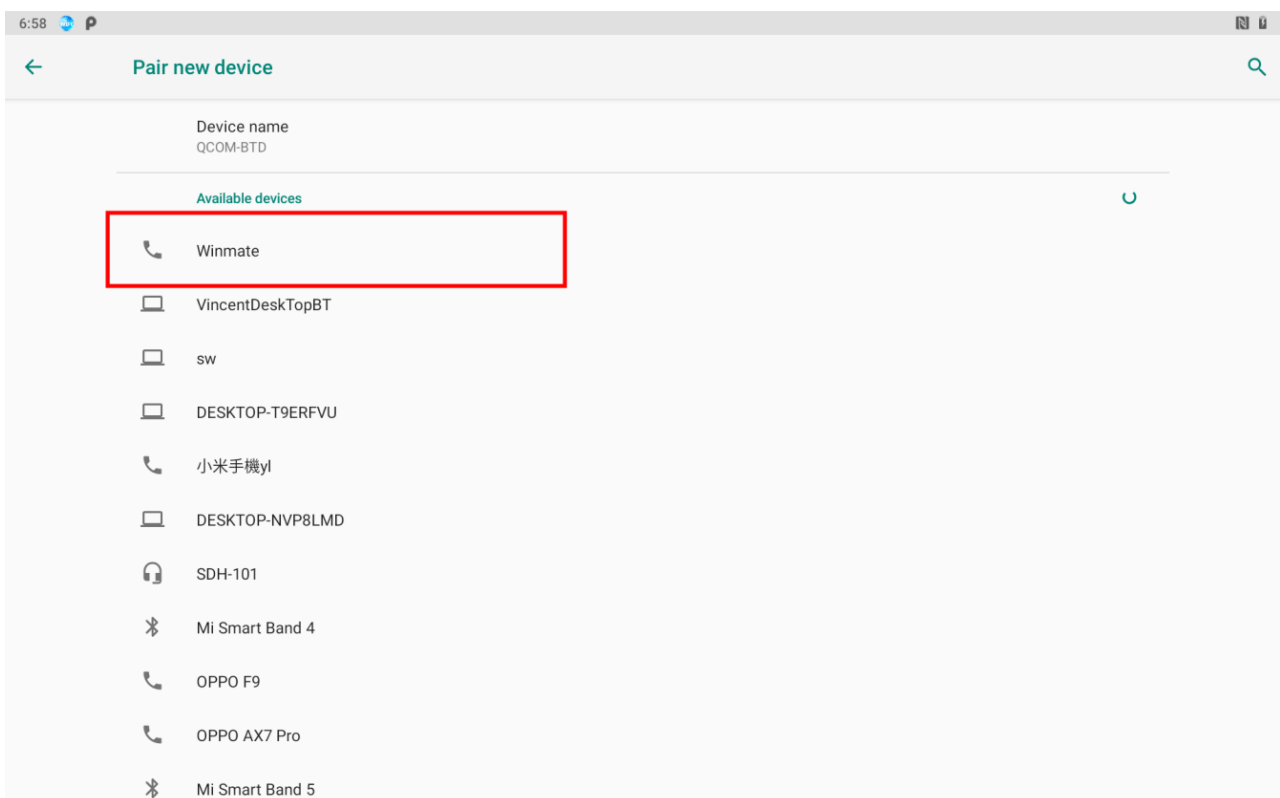 6:58
Pair new device
Device name
QCOM-BTD
Available devices
Winmate
VincentDeskTopBT
sw
DESKTOP-T9ERFVU
小米手機yl
DESKTOP-NVP8LMD
SDH-101
Mi Smart Band 4
OPPO F9
OPPO AX7 Pro
Mi Smart Band 5